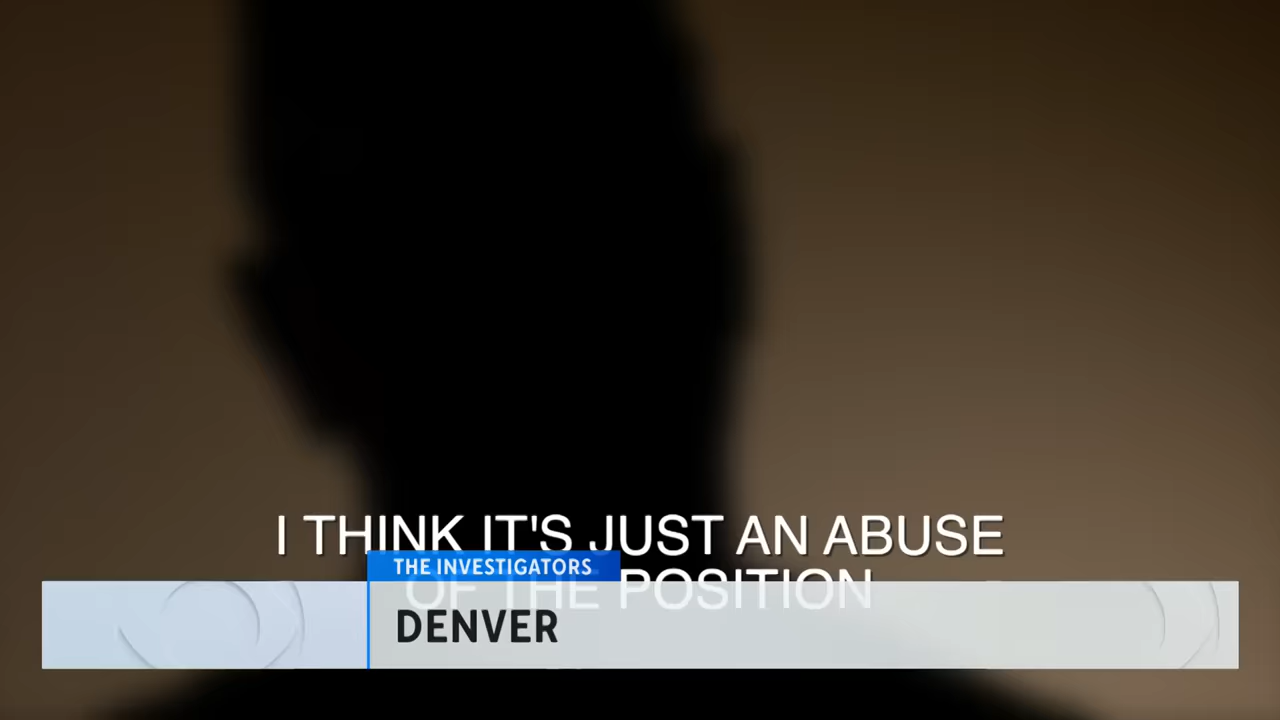 I THINK IT'S JUST AN ABUSE
OF THE POSITION
THE INVESTIGATORS
DENVER